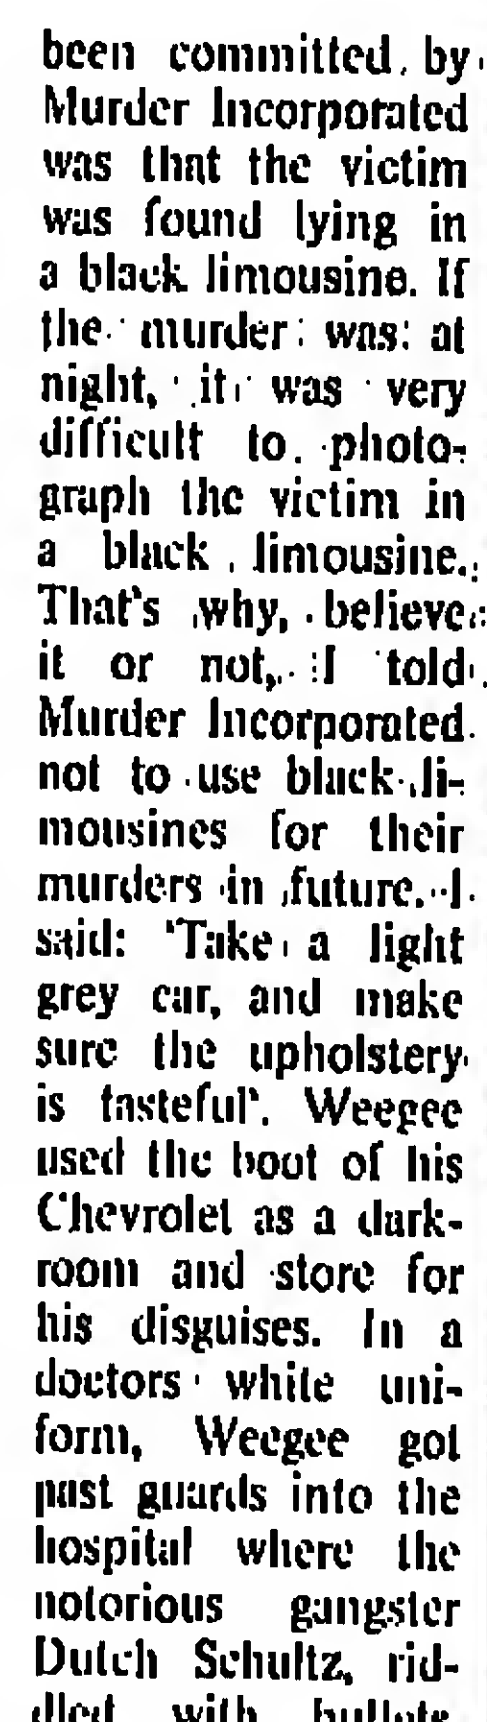 been committed by
Murder Incorporated
was that the victim
was found lying in
a black limousine. If
the murder was at
night, it was very
difficult to photo-
graph the victim in
a black limousine.
That's why, believe
it or not, I told
Murder Incorporated
not to use black li-
mousines for their
murders in future. I
said: 'Take a light
grey car, and make
sure the upholstery
is tasteful'. Weegee
used the boot of his
Chevrolet as a dark-
room and store for
his disguises. In a
doctors white uni-
form, Weegee got
past guards into the
hospital where the
notorious gangster
Dutch Schultz, rid-
dled with bullets